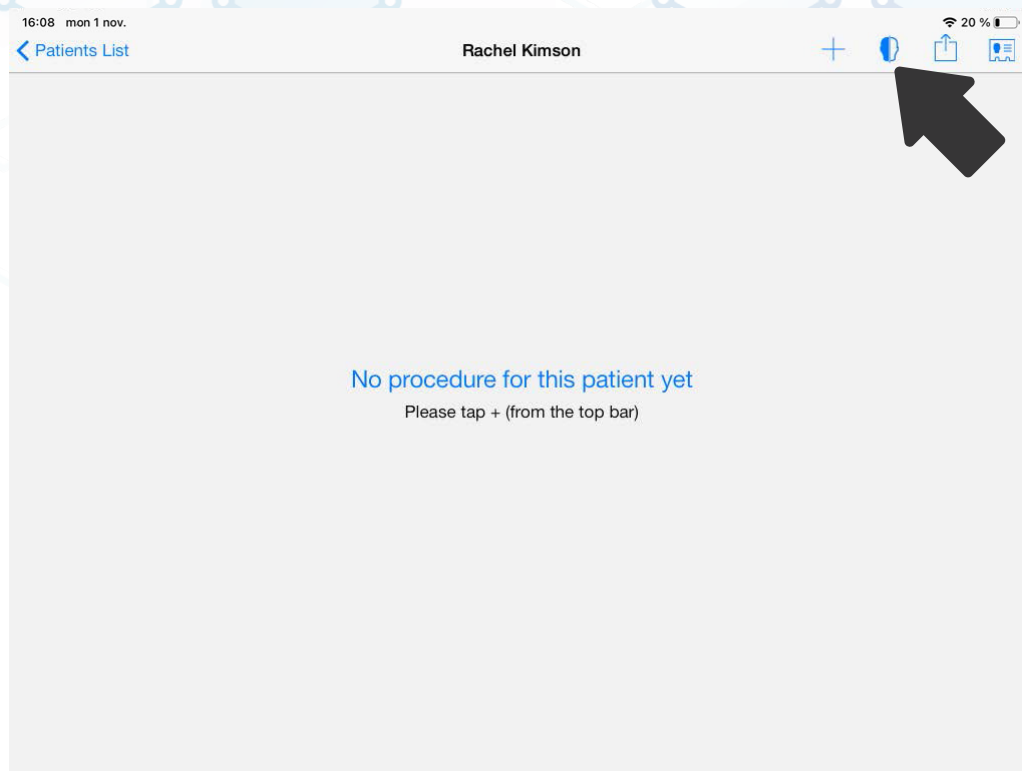 16:08 mon 1 nov. 20 %
Patients List Rachel Kimson
No procedure for this patient yet
Please tap + (from the top bar)